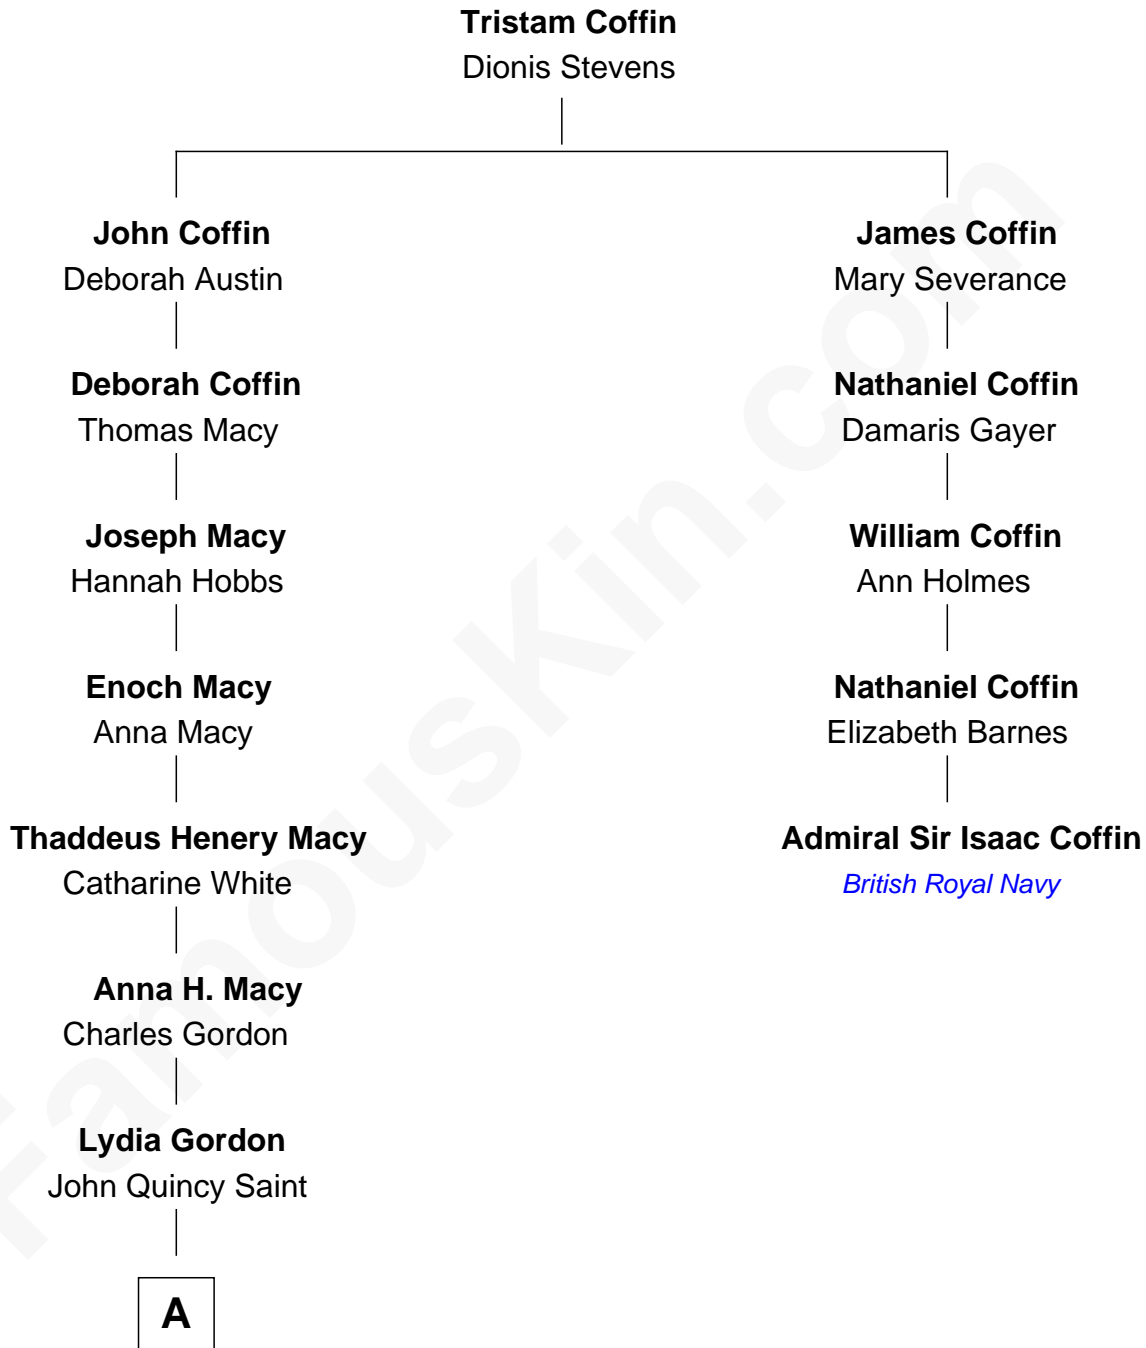 Tristam Coffin
Dionis Stevens
John Coffin
Deborah Austin
James Coffin
Mary Severance
Deborah Coffin
Thomas Macy
Nathaniel Coffin
Damaris Gayer
Joseph Macy
Hannah Hobbs
William Coffin
Ann Holmes
Enoch Macy
Anna Macy
Nathaniel Coffin
Elizabeth Barnes
Thaddeus Henery Macy
Catharine White
Admiral Sir Isaac Coffin
British Royal Navy
Anna H. Macy
Charles Gordon
Lydia Gordon
John Quincy Saint
A
FamousKin.com